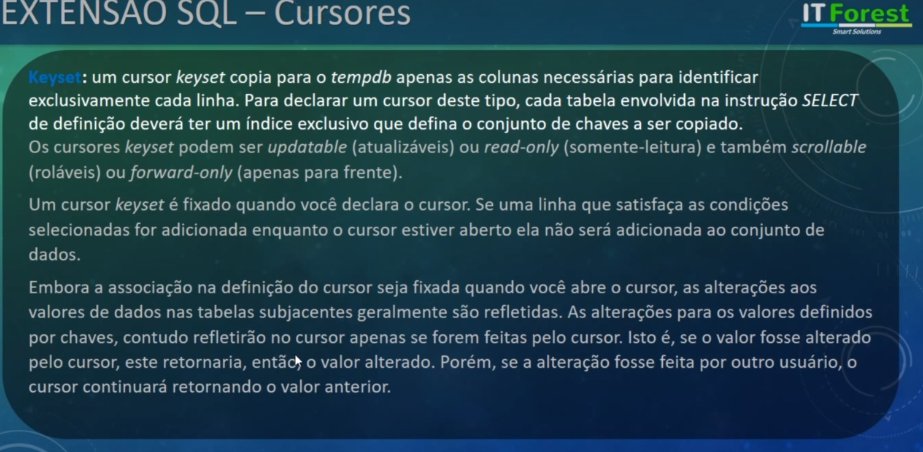 EXTENSÃO SQL – Cursores
IT Forest
Smart Solutions
Keyset: um cursor keyset copia para o tempdb apenas as colunas necessárias para identificar
exclusivamente cada linha. Para declarar um cursor deste tipo, cada tabela envolvida na instrução SELECT
de definição deverá ter um índice exclusivo que defina o conjunto de chaves a ser copiado.
Os cursores keyset podem ser updatable (atualizáveis) ou read-only (somente-leitura) e também scrollable
(roláveis) ou forward-only (apenas para frente).
Um cursor keyset é fixado quando você declara o cursor. Se uma linha que satisfaça as condições
selecionadas for adicionada enquanto o cursor estiver aberto ela não será adicionada ao conjunto de
dados.
Embora a associação na definição do cursor seja fixada quando você abre o cursor, as alterações aos
valores de dados nas tabelas subjacentes geralmente são refletidas. As alterações para os valores definidos
por chaves, contudo refletirão no cursor apenas se forem feitas pelo cursor. Isto é, se o valor fosse alterado
pelo cursor, este retornaria, então, o valor alterado. Porém, se a alteração fosse feita por outro usuário, o
cursor continuará retornando o valor anterior.